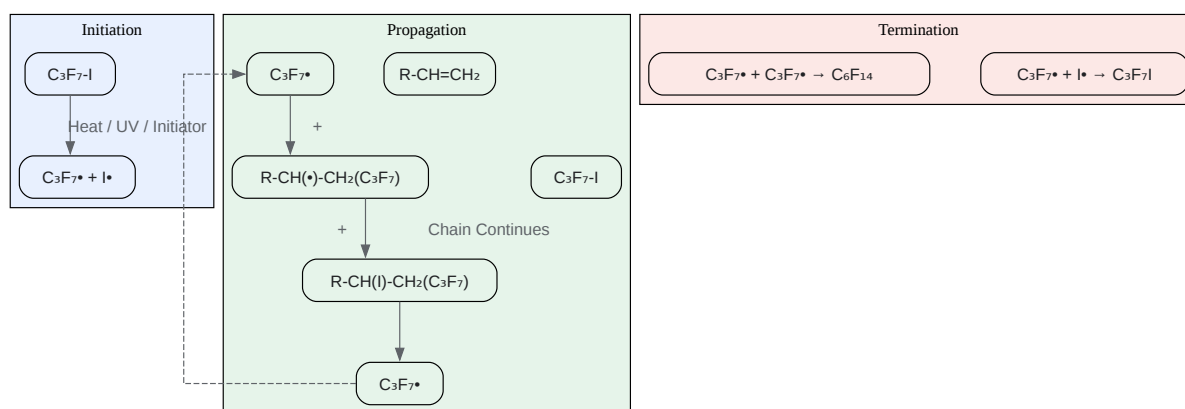 Initiation
C₃F₇-I
Heat / UV / Initiator
C₃F₇• + I•
Propagation
C₃F₇•
R-CH=CH₂
+
R-CH(•)-CH₂(C₃F₇)
C₃F₇-I
+
Chain Continues
R-CH(I)-CH₂(C₃F₇)
C₃F₇•
Termination
C₃F₇• + C₃F₇• → C₆F₁₄
C₃F₇• + I• → C₃F₇I